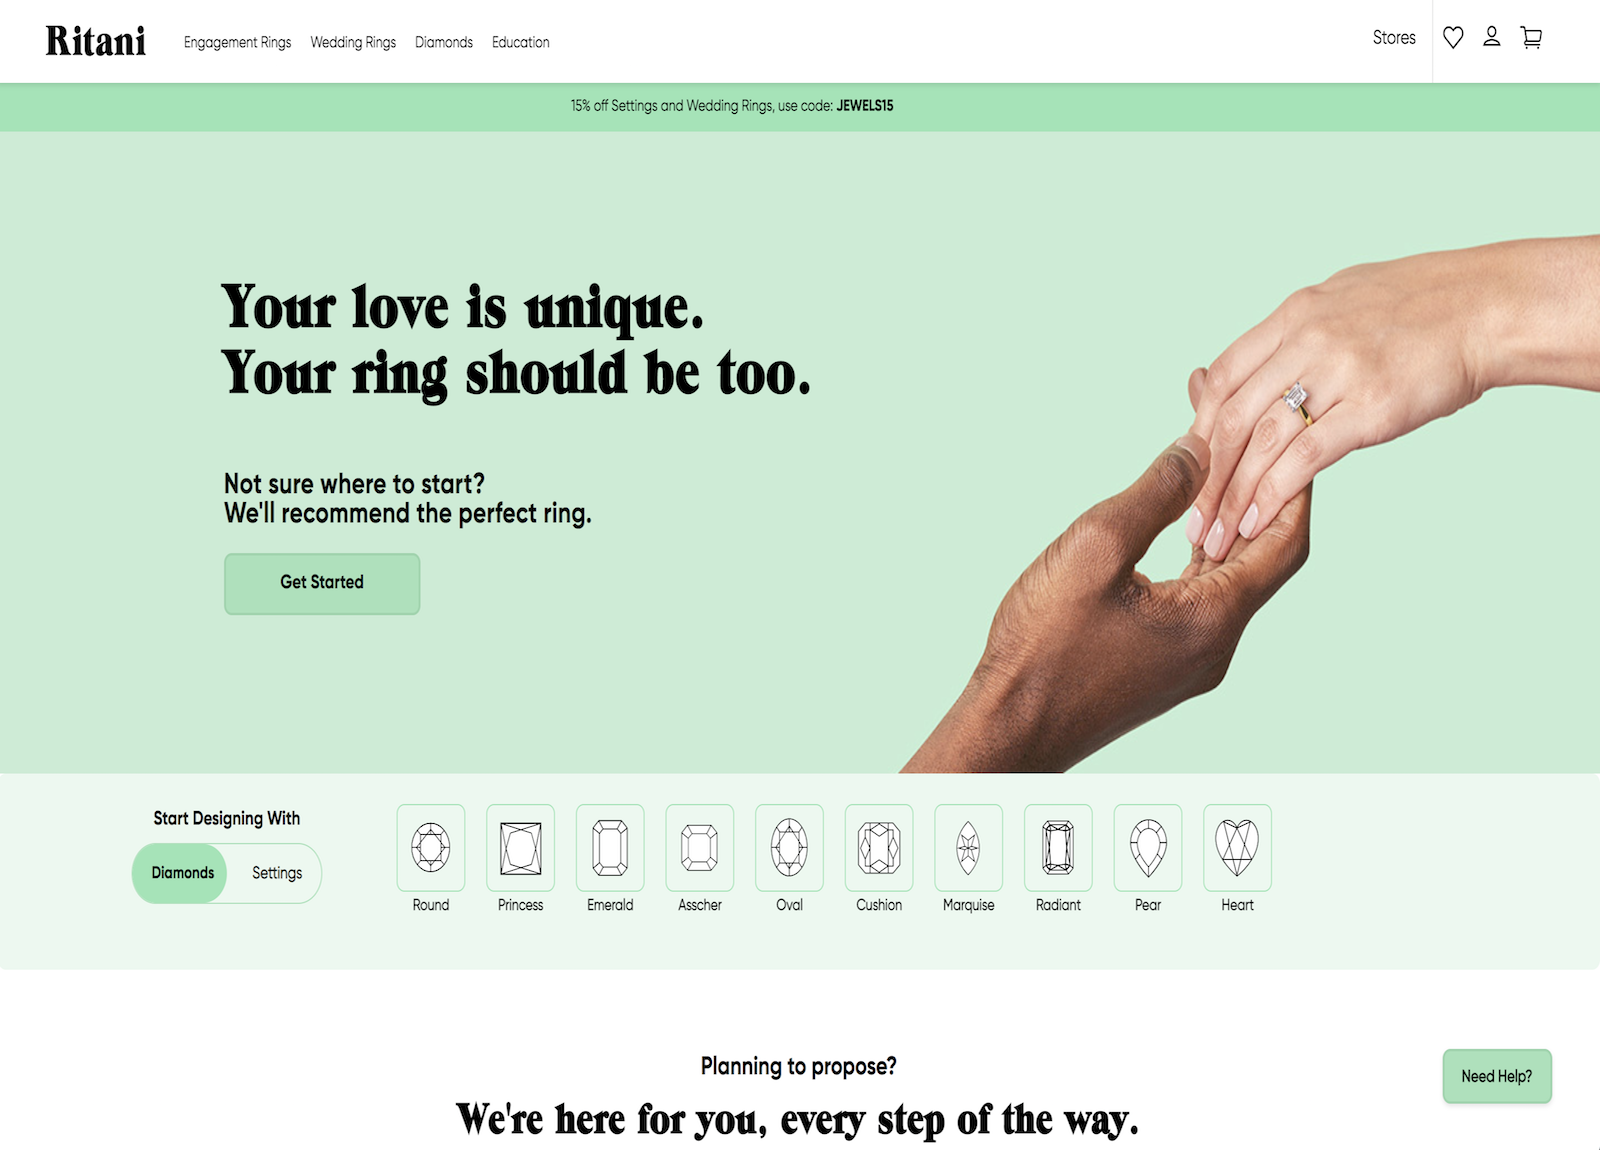 Ritani
Engagement Rings
Wedding Rings
Diamonds
Education
Stores
15% off Settings and Wedding Rings, use code: JEWELS15
Your love is unique.
Your ring should be too.
Not sure where to start?
We'll recommend the perfect ring.
Get Started
Start Designing With
Diamonds
Settings
Round
Princess
Emerald
Asscher
Oval
Cushion
Marquise
Radiant
Pear
Heart
Planning to propose?
We're here for you, every step of the way.
Need Help?